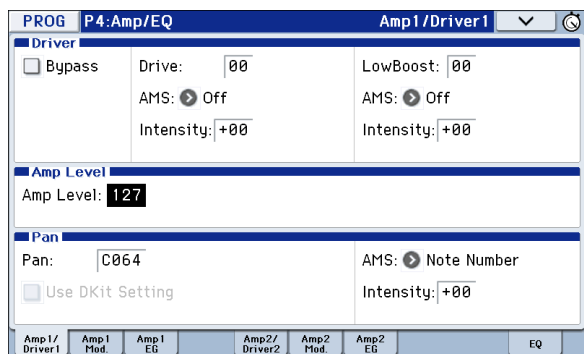 PROG P4:Amp/EQ Amp1/Driver1
Driver
Bypass Drive: 00 LowBoost: 00
AMS: Off AMS: Off
Intensity: +00 Intensity: +00
Amp Level
Amp Level: 127
Pan
Pan: C064 AMS: Note Number
Use DKit Setting Intensity: +00
Amp1/ Amp1 Amp1 Amp2/ Amp2 Amp2 EQ
Driver1 Mod. EG Driver2 Mod. EG